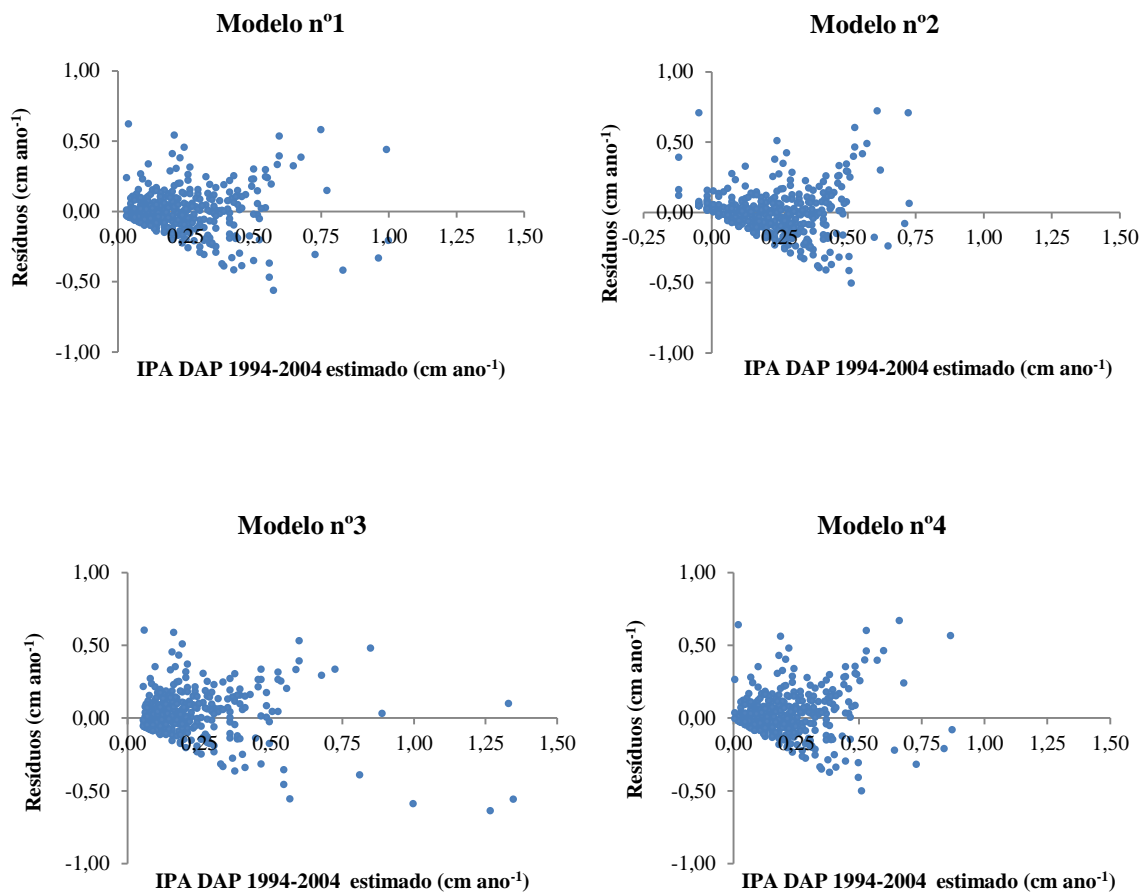 Modelo nº1
1,00
0,50
0,00
-0,50
-1,00
0,00 0,25 0,50 0,75 1,00 1,25 1,50
Resíduos (cm ano-1)
IPA DAP 1994-2004 estimado (cm ano-1)
Modelo nº2
1,00
0,50
0,00
-0,50
-1,00
-0,25 0,00 0,25 0,50 0,75 1,00 1,25 1,50
Resíduos (cm ano-1)
IPA DAP 1994-2004 estimado (cm ano-1)
Modelo nº3
1,00
0,50
0,00
-0,50
-1,00
0,00 0,25 0,50 0,75 1,00 1,25 1,50
Resíduos (cm ano-1)
IPA DAP 1994-2004 estimado (cm ano-1)
Modelo nº4
1,00
0,50
0,00
-0,50
-1,00
0,00 0,25 0,50 0,75 1,00 1,25 1,50
Resíduos (cm ano-1)
IPA DAP 1994-2004 estimado (cm ano-1)